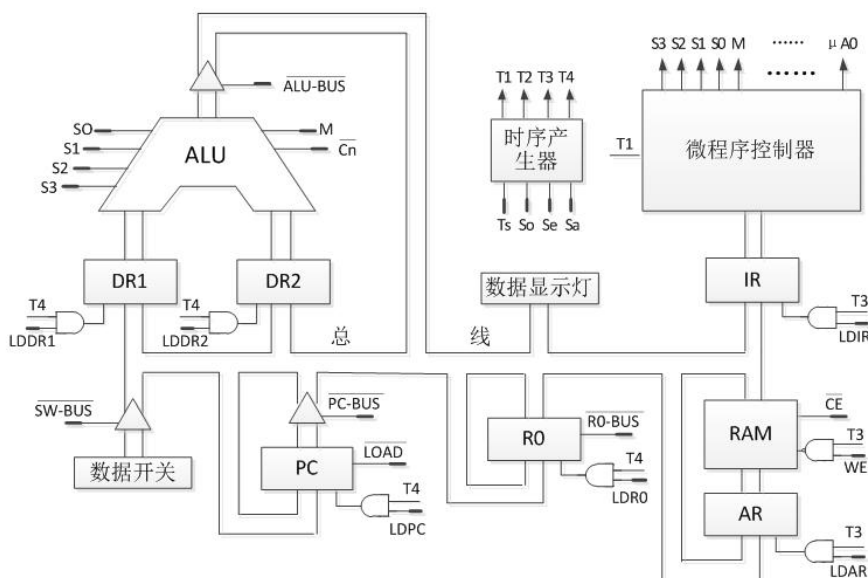 S3 S2 S1 S0 M …… μA0
……
T1 T2 T3 T4
ALU-BUS
SO
M
S1
ALU
Cn
S2
S3
时序产生器
T1
微程序控制器
Ts So Se Sa
DR1
DR2
数据显示灯
IR
T4
T4
T3
LDDR1
LDDR2
总线
LDIR
SW-BUS
PC-BUS
R0-BUS
CE
数据开关
PC
LOAD
R0
RAM
T3
WE
T4
LDPC
T4
LDR0
AR
T3
LDAR